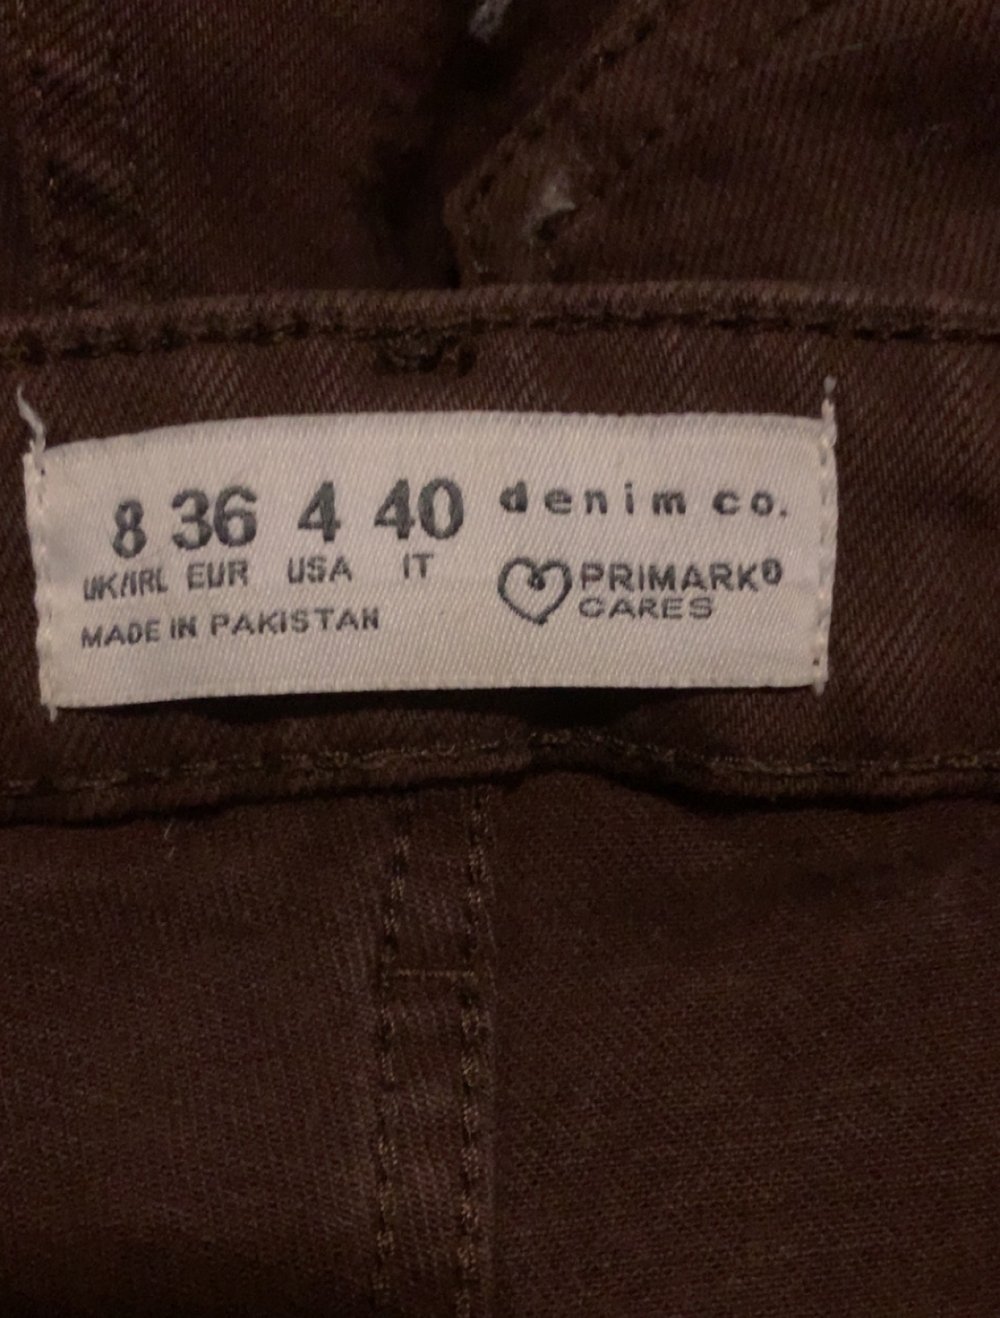 8 36 4 40
UK/IRL EUR USA IT
MADE IN PAKISTAN
denim co.
PRIMARK®
CARES